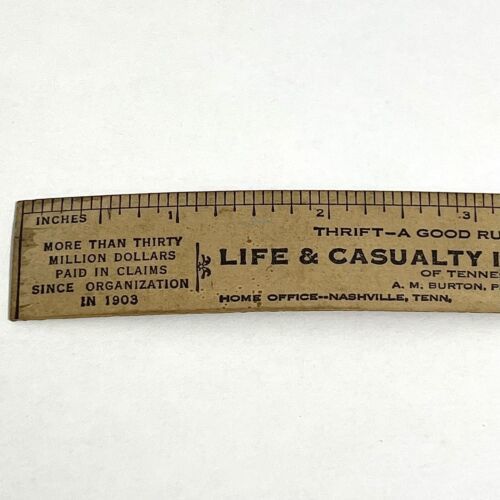 INCHES 1 2 3
MORE THAN THIRTY
MILLION DOLLARS
PAID IN CLAIMS
SINCE ORGANIZATION
IN 1903
THRIFT-A GOOD RU
LIFE & CASUALTY I
OF TENNE
A. M. BURTON, P
HOME OFFICE--NASHVILLE, TENN,